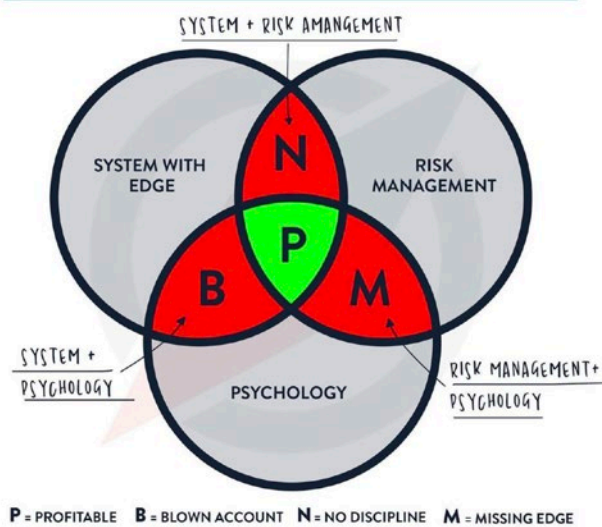 SYSTEM + RISK AMANGEMENT
N
SYSTEM WITH
EDGE
RISK
MANAGEMENT
P
B
M
SYSTEM +
PSYCHOLOGY
RISK MANAGEMENT+
PSYCHOLOGY
PSYCHOLOGY
P = PROFITABLE B = BLOWN ACCOUNT N = NO DISCIPLINE M = MISSING EDGE